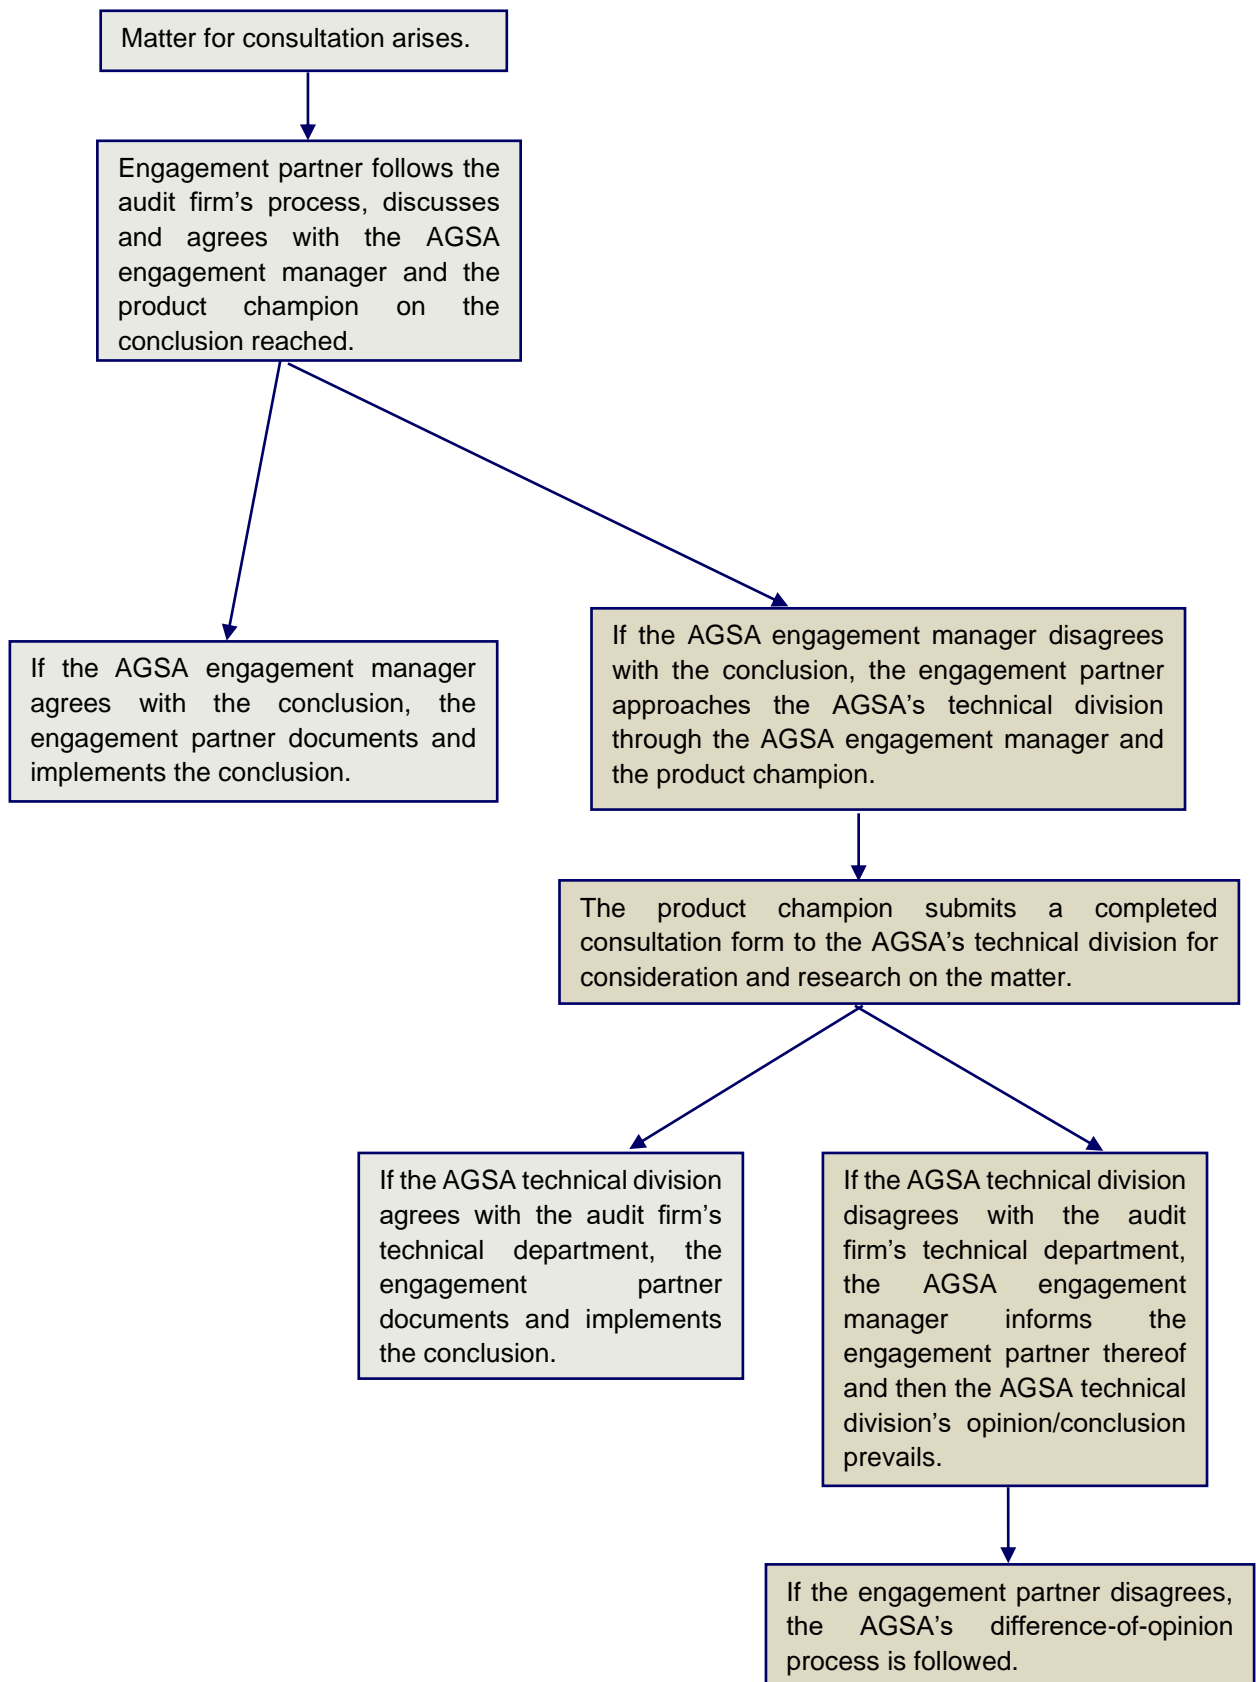 Matter for consultation arises.
Engagement partner follows the
audit firm’s process, discusses
and agrees with the AGSA
engagement manager and the
product champion on the
conclusion reached.
If the AGSA engagement manager
agrees with the conclusion, the
engagement partner documents and
implements the conclusion.
If the AGSA engagement manager disagrees
with the conclusion, the engagement partner
approaches the AGSA’s technical division
through the AGSA engagement manager and
the product champion.
The product champion submits a completed
consultation form to the AGSA’s technical division for
consideration and research on the matter.
If the AGSA technical division
agrees with the audit firm’s
technical department, the
engagement partner
documents and implements
the conclusion.
If the AGSA technical division
disagrees with the audit
firm’s technical department,
the AGSA engagement
manager informs the
engagement partner thereof
and then the AGSA technical
division’s opinion/conclusion
prevails.
If the engagement partner disagrees,
the AGSA’s difference-of-opinion
process is followed.